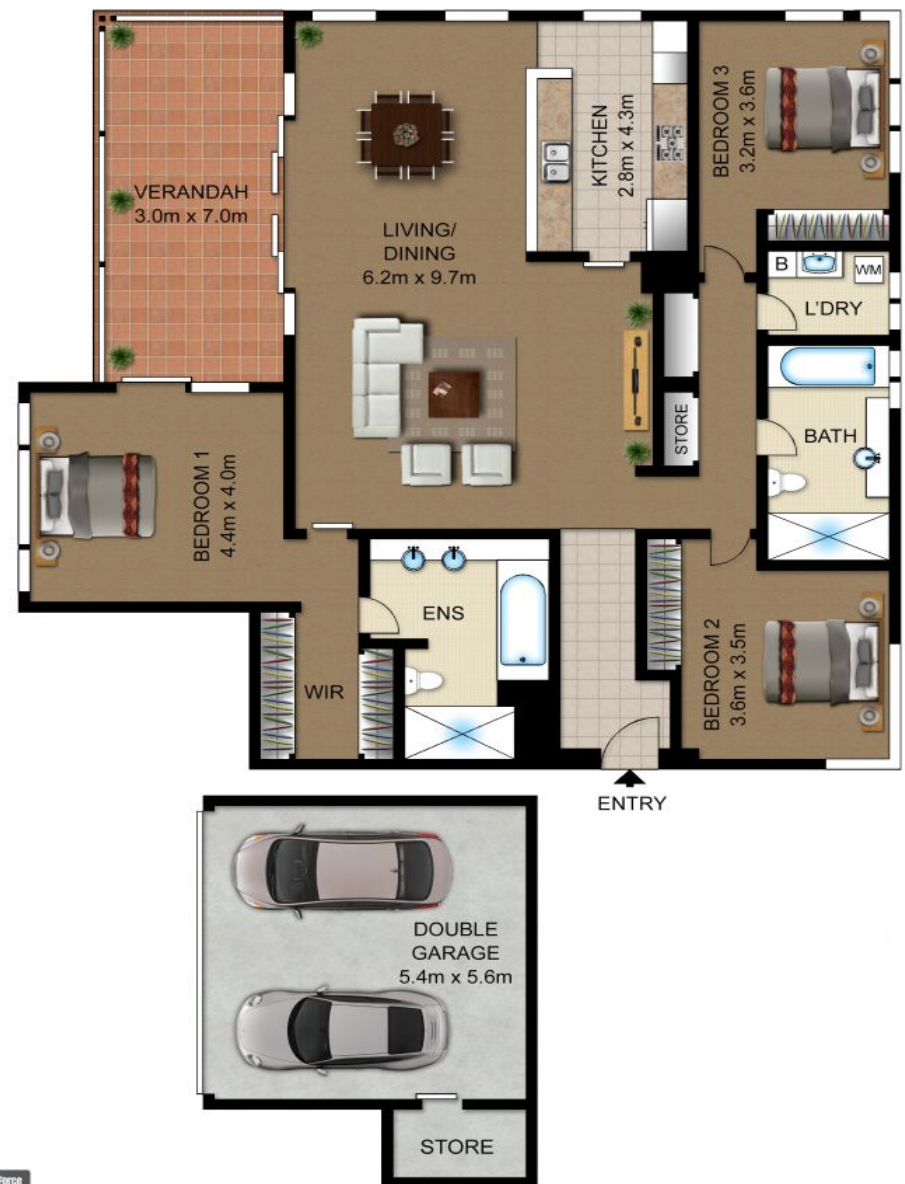 VERANDAH
3.0m x 7.0m
LIVING/
DINING
6.2m x 9.7m
KITCHEN
2.8m x 4.3m
BEDROOM 3
3.2m x 3.6m
B
WM
L'DRY
STORE
BATH
BEDROOM 1
4.4m x 4.0m
ENS
WIR
BEDROOM 2
3.6m x 3.5m
ENTRY
DOUBLE
GARAGE
5.4m x 5.6m
STORE